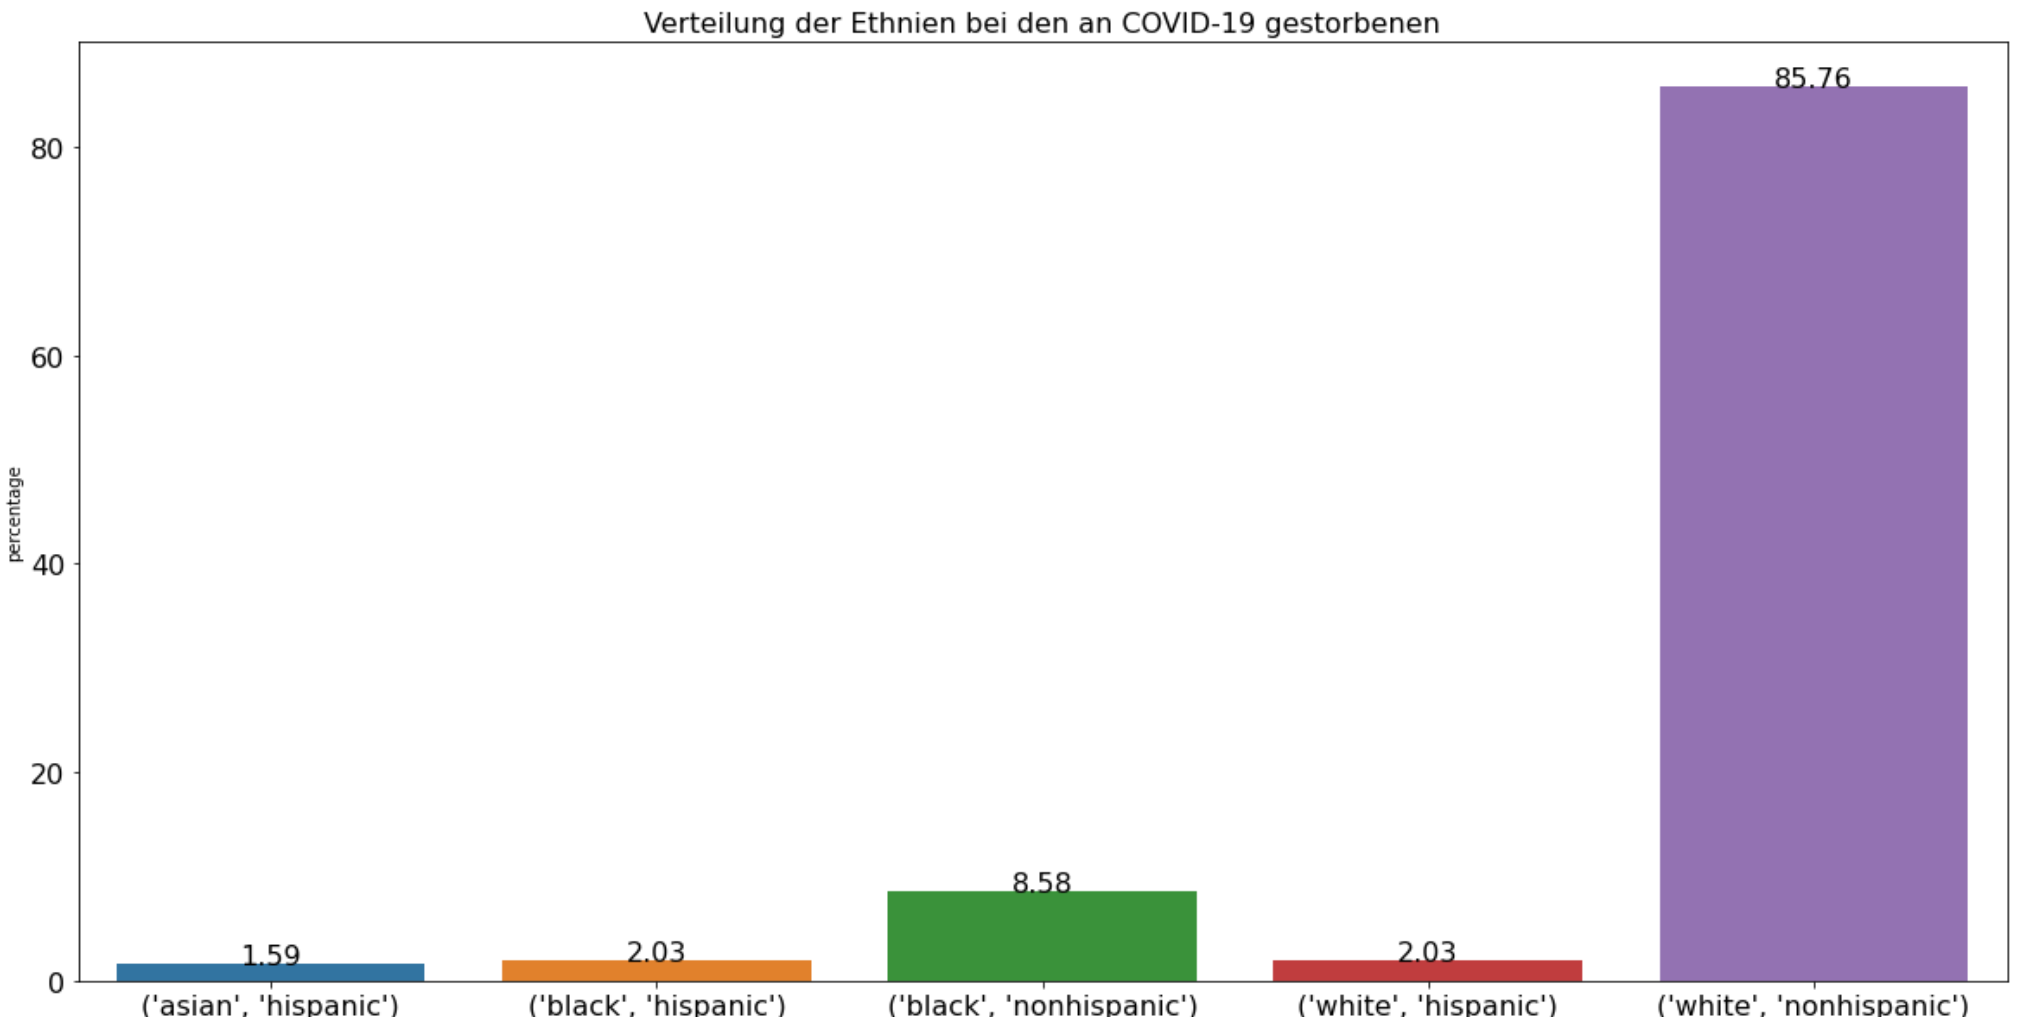 Verteilung der Ethnien bei den an COVID-19 gestorbenen
percentage
80
60
40
20
0
85.76
8.58
1.59
2.03
2.03
('asian', 'hispanic')
('black', 'hispanic')
('black', 'nonhispanic')
('white', 'hispanic')
('white', 'nonhispanic')